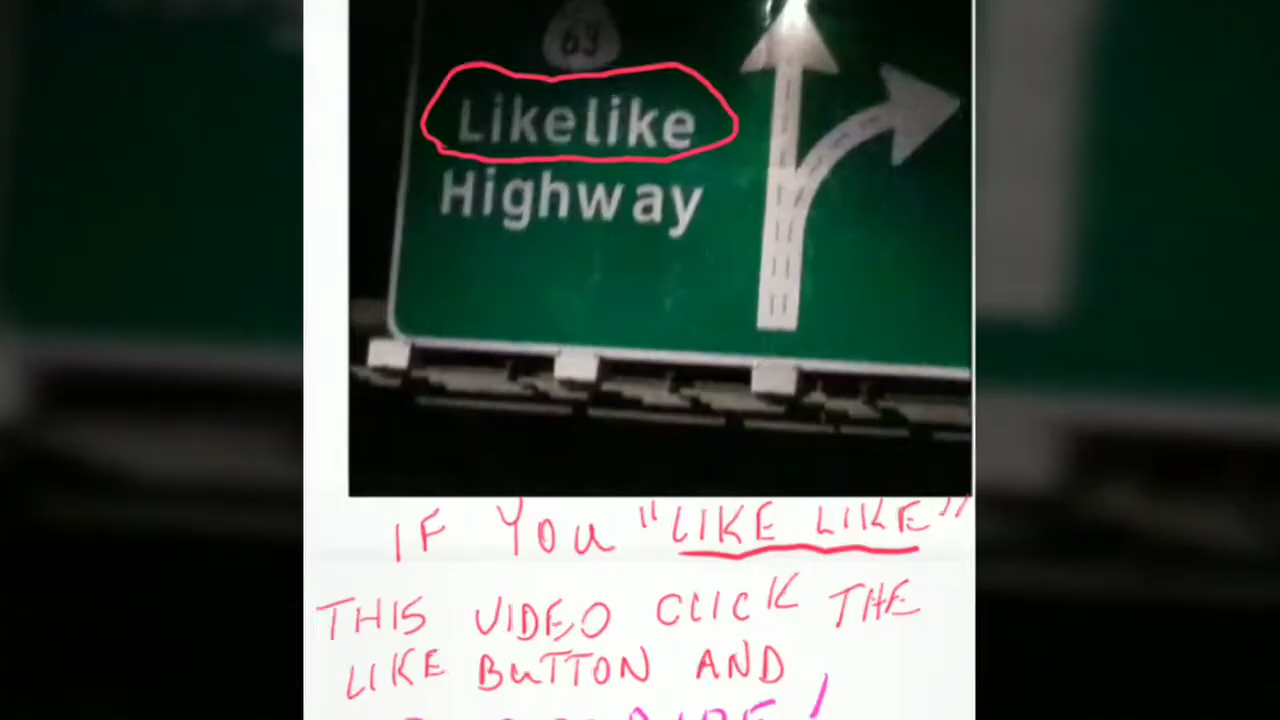 63
Likelike
Highway
IF YOU "LIKE LIKE"
THIS VIDEO CLICK THE
LIKE BUTTON AND